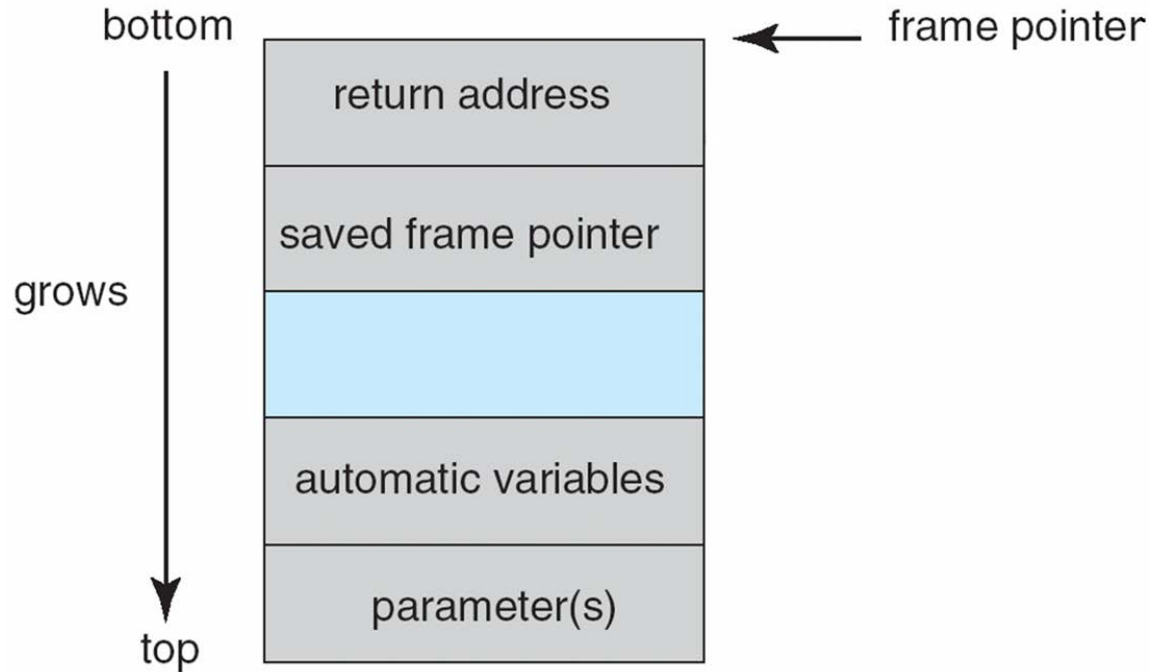 bottom
frame pointer
return address
saved frame pointer
grows
automatic variables
parameter(s)
top